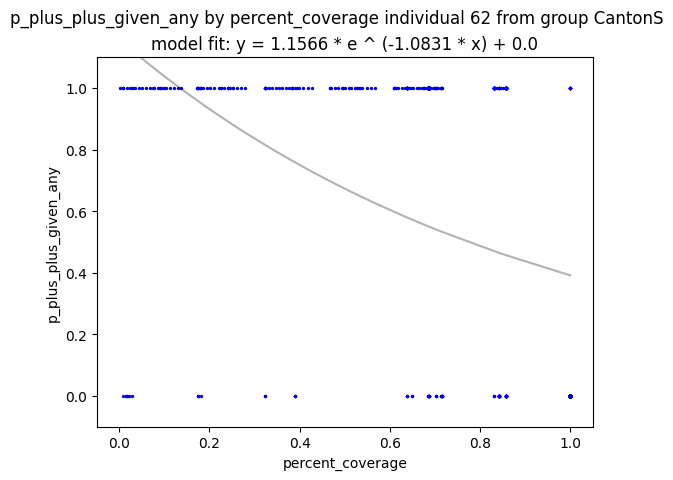 p_plus_plus_given_any by percent_coverage individual 62 from group CantonS
model fit: y = 1.1566 * e ^ (-1.0831 * x) + 0.0
1.0
0.8
0.6
0.4
0.2
0.0
p_plus_plus_given_any
0.0 0.2 0.4 0.6 0.8 1.0
percent_coverage